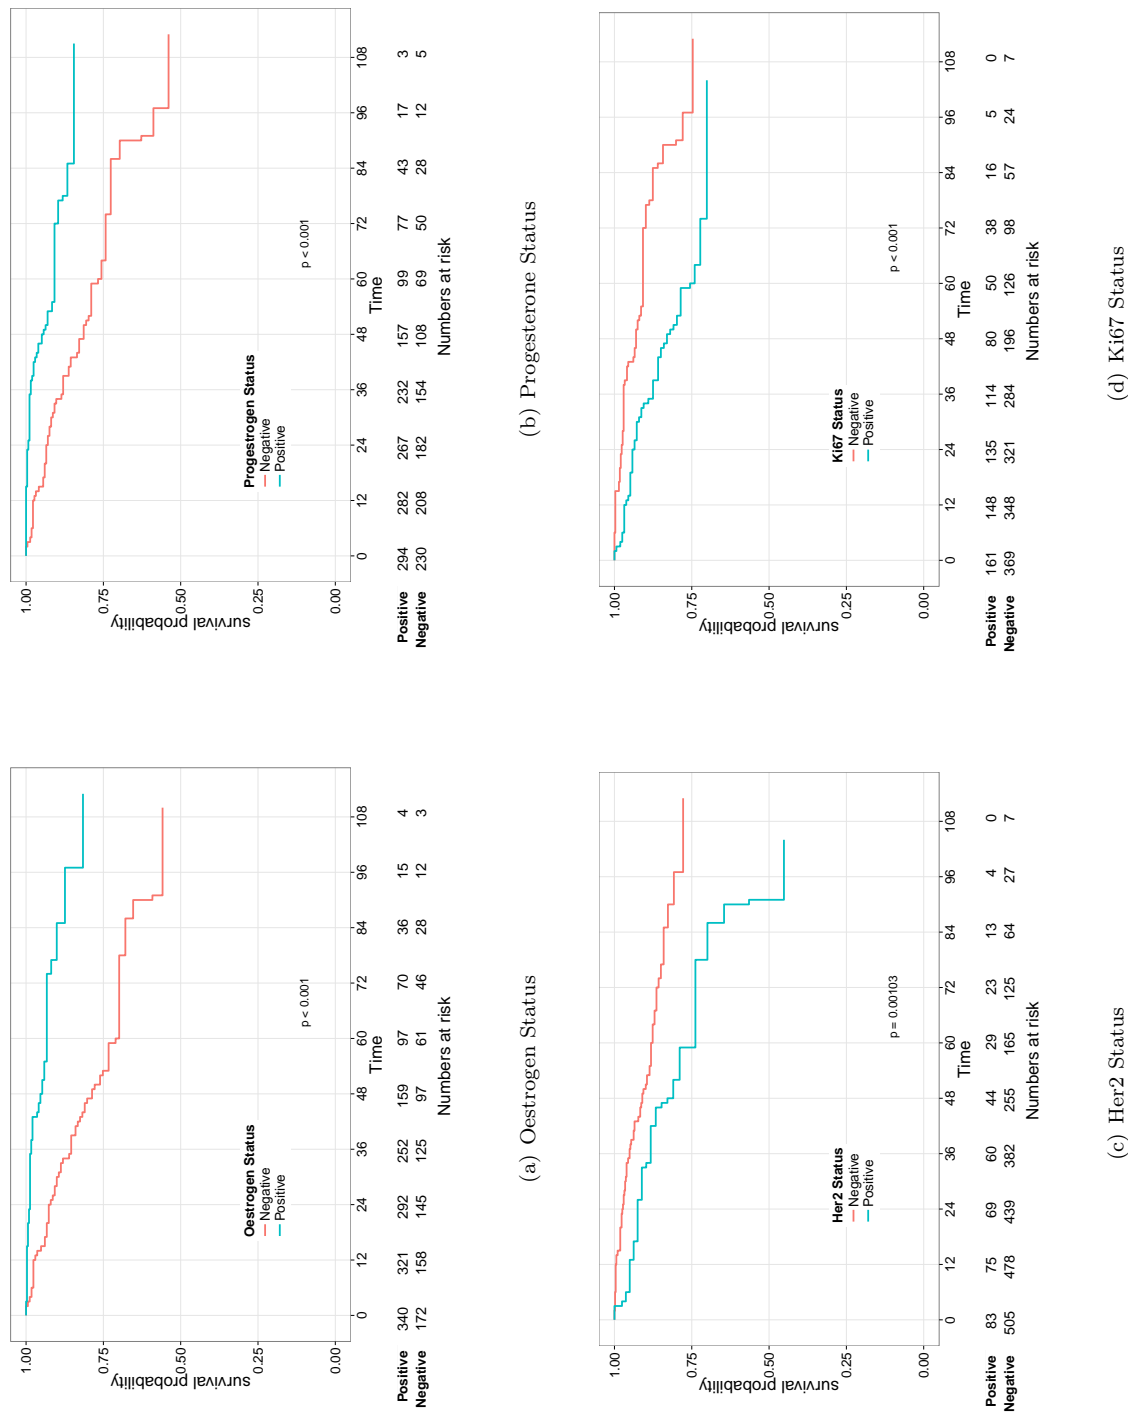 1.00
0.75
0.50
0.25
0.00
survival probability
Oestrogen Status
Negative
Positive
p < 0.001
0 12 24 36 48 60 72 84 96 108
Time
Positive 340 321 292 252 159 97 70 36 15 4
Negative 172 158 145 125 97 61 46 28 12 3
Numbers at risk
(a) Oestrogen Status
1.00
0.75
0.50
0.25
0.00
survival probability
Progestrogen Status
Negative
Positive
p < 0.001
0 12 24 36 48 60 72 84 96 108
Time
Positive 294 282 267 232 157 99 77 43 17 3
Negative 230 208 182 154 108 69 50 28 12 5
Numbers at risk
(b) Progesterone Status
1.00
0.75
0.50
0.25
0.00
survival probability
Her2 Status
Negative
Positive
p = 0.00103
0 12 24 36 48 60 72 84 96 108
Time
Positive 83 75 69 60 44 29 23 13 4 0
Negative 505 478 439 382 255 165 125 64 27 7
Numbers at risk
(c) Her2 Status
1.00
0.75
0.50
0.25
0.00
survival probability
Ki67 Status
Negative
Positive
p < 0.001
0 12 24 36 48 60 72 84 96 108
Time
Positive 161 148 135 114 80 50 38 16 5 0
Negative 369 348 321 284 196 126 98 57 24 7
Numbers at risk
(d) Ki67 Status